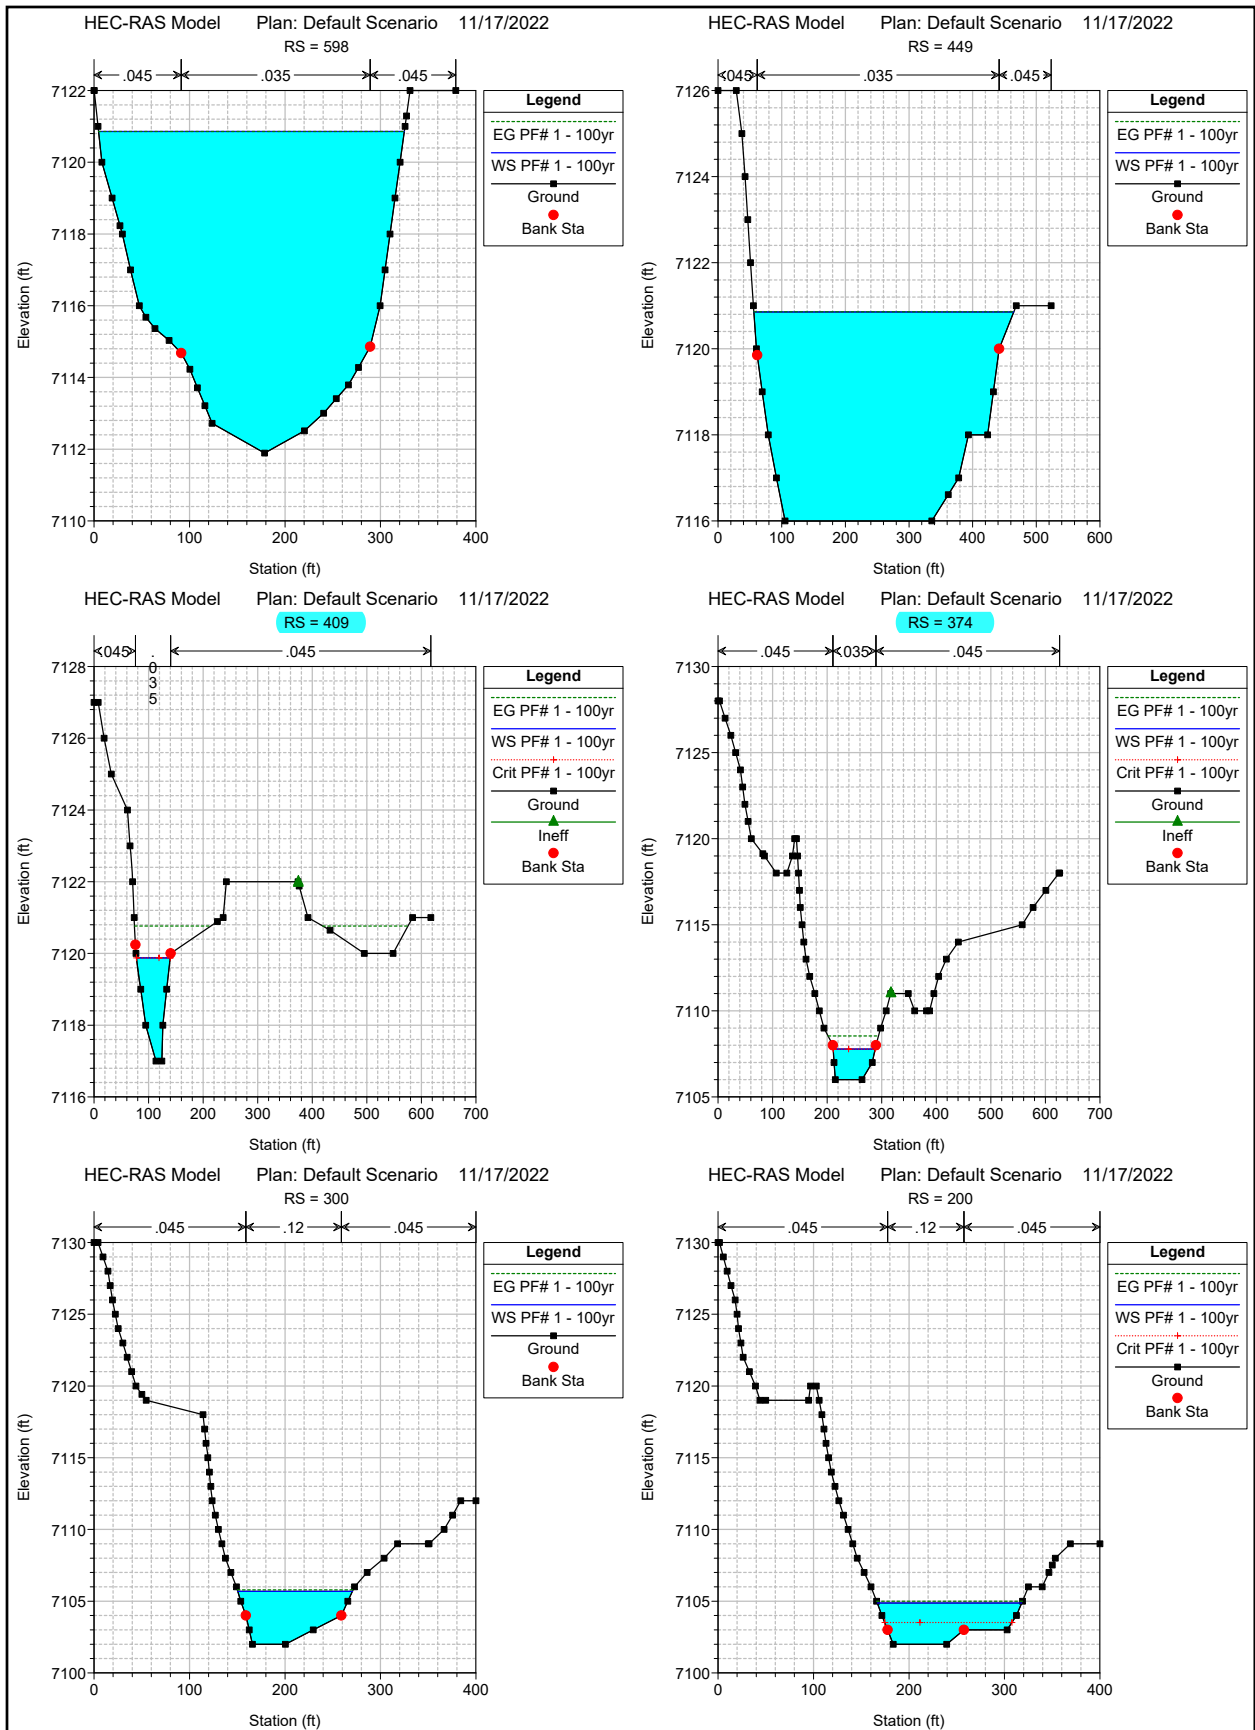 HEC-RAS Model Plan: Default Scenario 11/17/2022
RS = 598
.045 .035 .045
7122
7120
7118
7116
7114
7112
7110
Elevation (ft)
0 100 200 300 400
Station (ft)
Legend
EG PF# 1 - 100yr
WS PF# 1 - 100yr
Ground
Bank Sta
HEC-RAS Model Plan: Default Scenario 11/17/2022
RS = 449
.045 .035 .045
7126
7124
7122
7120
7118
7116
Elevation (ft)
0 100 200 300 400 500 600
Station (ft)
Legend
EG PF# 1 - 100yr
WS PF# 1 - 100yr
Ground
Bank Sta
HEC-RAS Model Plan: Default Scenario 11/17/2022
RS = 409
.045 .035 .045
7128
7126
7124
7122
7120
7118
7116
Elevation (ft)
0 100 200 300 400 500 600 700
Station (ft)
Legend
EG PF# 1 - 100yr
WS PF# 1 - 100yr
Crit PF# 1 - 100yr
Ground
Ineff
Bank Sta
HEC-RAS Model Plan: Default Scenario 11/17/2022
RS = 374
.045 .035 .045
7130
7125
7120
7115
7110
7105
Elevation (ft)
0 100 200 300 400 500 600 700
Station (ft)
Legend
EG PF# 1 - 100yr
WS PF# 1 - 100yr
Crit PF# 1 - 100yr
Ground
Ineff
Bank Sta
HEC-RAS Model Plan: Default Scenario 11/17/2022
RS = 300
.045 .12 .045
7130
7125
7120
7115
7110
7105
7100
Elevation (ft)
0 100 200 300 400
Station (ft)
Legend
EG PF# 1 - 100yr
WS PF# 1 - 100yr
Ground
Bank Sta
HEC-RAS Model Plan: Default Scenario 11/17/2022
RS = 200
.045 .12 .045
7130
7125
7120
7115
7110
7105
7100
Elevation (ft)
0 100 200 300 400
Station (ft)
Legend
EG PF# 1 - 100yr
WS PF# 1 - 100yr
Crit PF# 1 - 100yr
Ground
Bank Sta